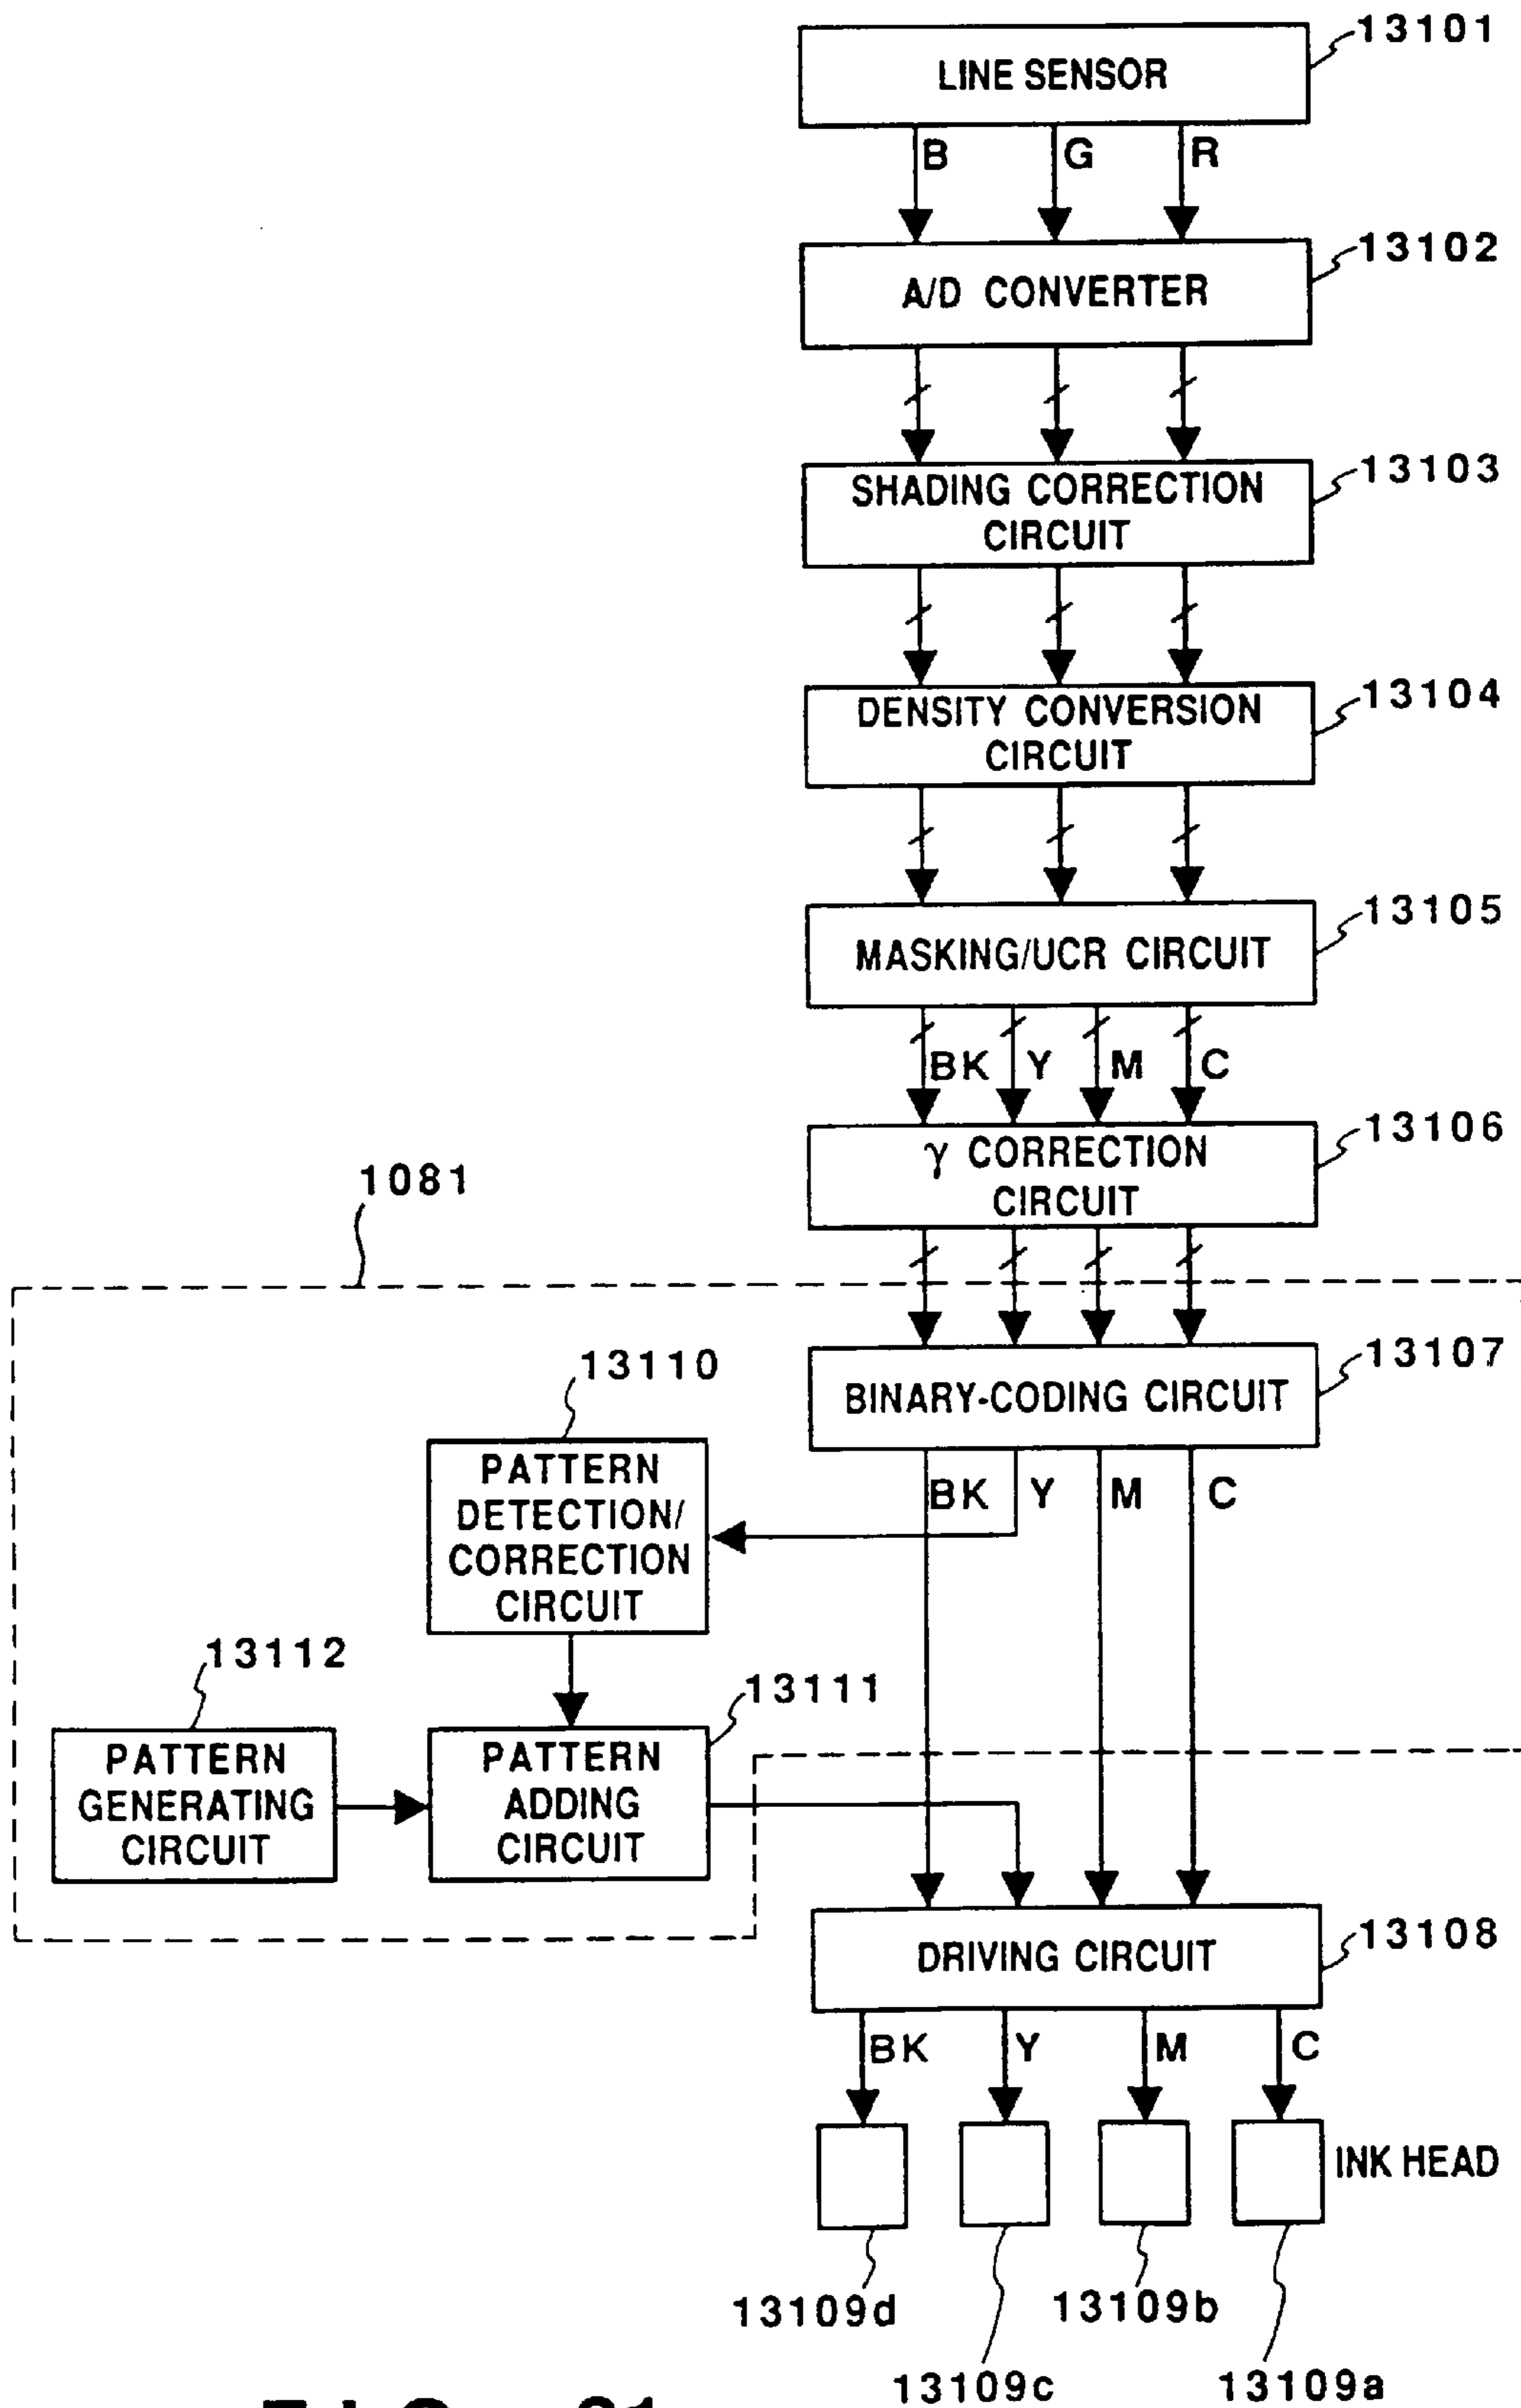 13101
LINE SENSOR
B G R
13102
A/D CONVERTER
13103
SHADING CORRECTION
CIRCUIT
13104
DENSITY CONVERSION
CIRCUIT
13105
MASKING/UCR CIRCUIT
BK Y M C
13106
γ CORRECTION
CIRCUIT
1081
13107
BINARY-CODING CIRCUIT
13110
PATTERN
DETECTION/
CORRECTION
CIRCUIT
BK Y M C
13112
PATTERN
GENERATING
CIRCUIT
13111
PATTERN
ADDING
CIRCUIT
13108
DRIVING CIRCUIT
BK Y M C
INK HEAD
13109d
13109b
13109c
13109a